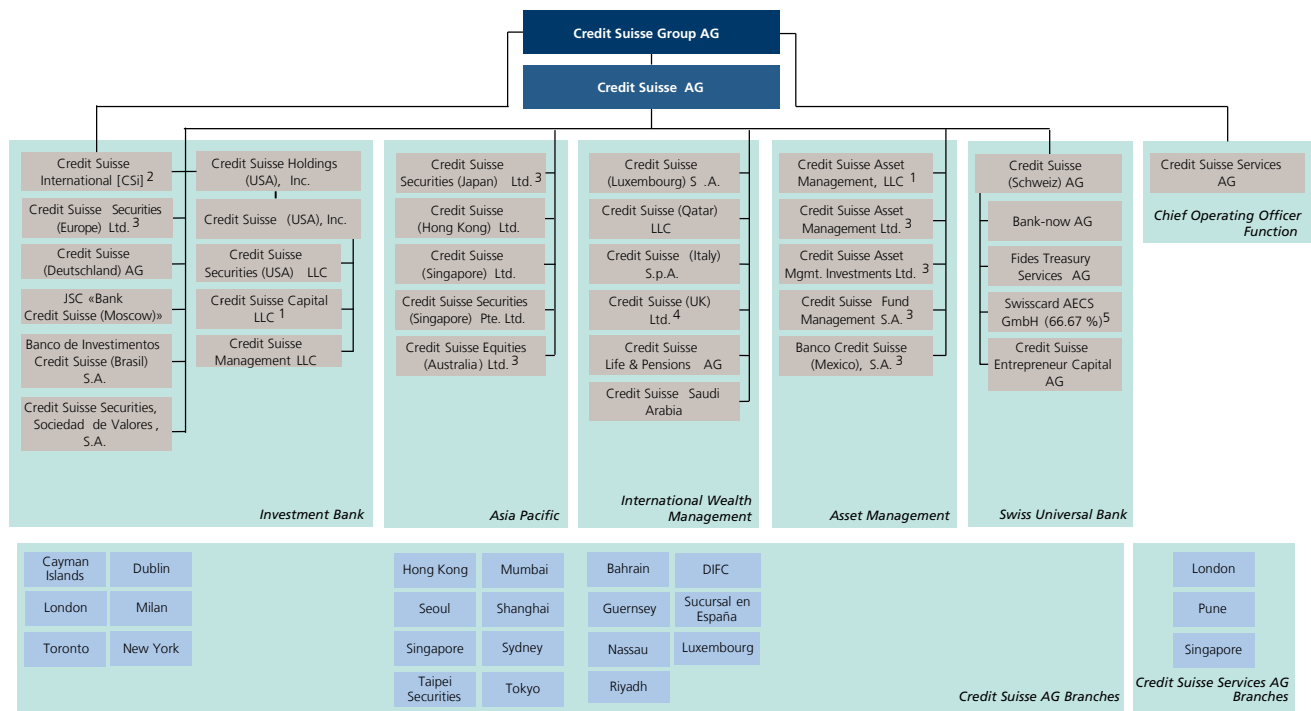 Credit Suisse Group AG
Credit Suisse AG
Credit Suisse
International [CSi] 2
Credit Suisse Securities
(Europe) Ltd. 3
Credit Suisse
(Deutschland) AG
JSC «Bank
Credit Suisse (Moscow)»
Banco de Investimentos
Credit Suisse (Brasil)
S.A.
Credit Suisse Securities,
Sociedad de Valores,
S.A.
Credit Suisse Holdings
(USA), Inc.
Credit Suisse (USA), Inc.
Credit Suisse
Securities (USA) LLC
Credit Suisse Capital
LLC 1
Credit Suisse
Management LLC
Investment Bank
Credit Suisse
Securities (Japan) Ltd. 3
Credit Suisse
(Hong Kong) Ltd.
Credit Suisse
(Singapore) Ltd.
Credit Suisse Securities
(Singapore) Pte. Ltd.
Credit Suisse Equities
(Australia) Ltd. 3
Asia Pacific
Credit Suisse
(Luxembourg) S .A.
Credit Suisse (Qatar)
LLC
Credit Suisse (Italy)
S.p.A.
Credit Suisse (UK)
Ltd. 4
Credit Suisse
Life & Pensions AG
Credit Suisse Saudi
Arabia
International Wealth
Management
Credit Suisse Asset
Management, LLC 1
Credit Suisse Asset
Management Ltd. 3
Credit Suisse Asset
Mgmt. Investments Ltd. 3
Credit Suisse Fund
Management S.A. 3
Banco Credit Suisse
(Mexico), S.A. 3
Asset Management
Credit Suisse
(Schweiz) AG
Bank-now AG
Fides Treasury
Services AG
Swisscard AECS
GmbH (66.67 %)5
Credit Suisse
Entrepreneur Capital
AG
Swiss Universal Bank
Credit Suisse Services
AG
Chief Operating Officer
Function
Cayman
Islands
Dublin
London
Milan
Toronto
New York
Hong Kong
Mumbai
Seoul
Shanghai
Singapore
Sydney
Taipei
Securities
Tokyo
Bahrain
DIFC
Guernsey
Sucursal en
España
Nassau
Luxembourg
Riyadh
Credit Suisse AG Branches
London
Pune
Singapore
Credit Suisse Services AG
Branches